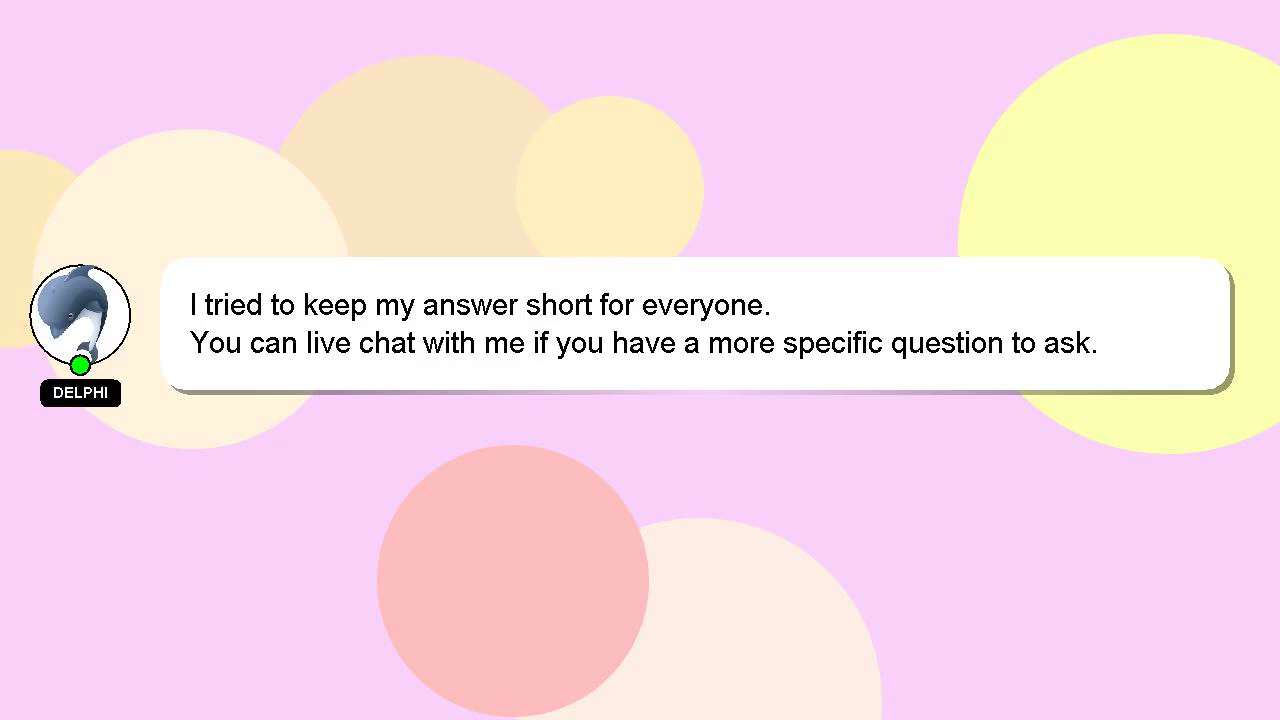 I tried to keep my answer short for everyone.
You can live chat with me if you have a more specific question to ask.
DELPHI